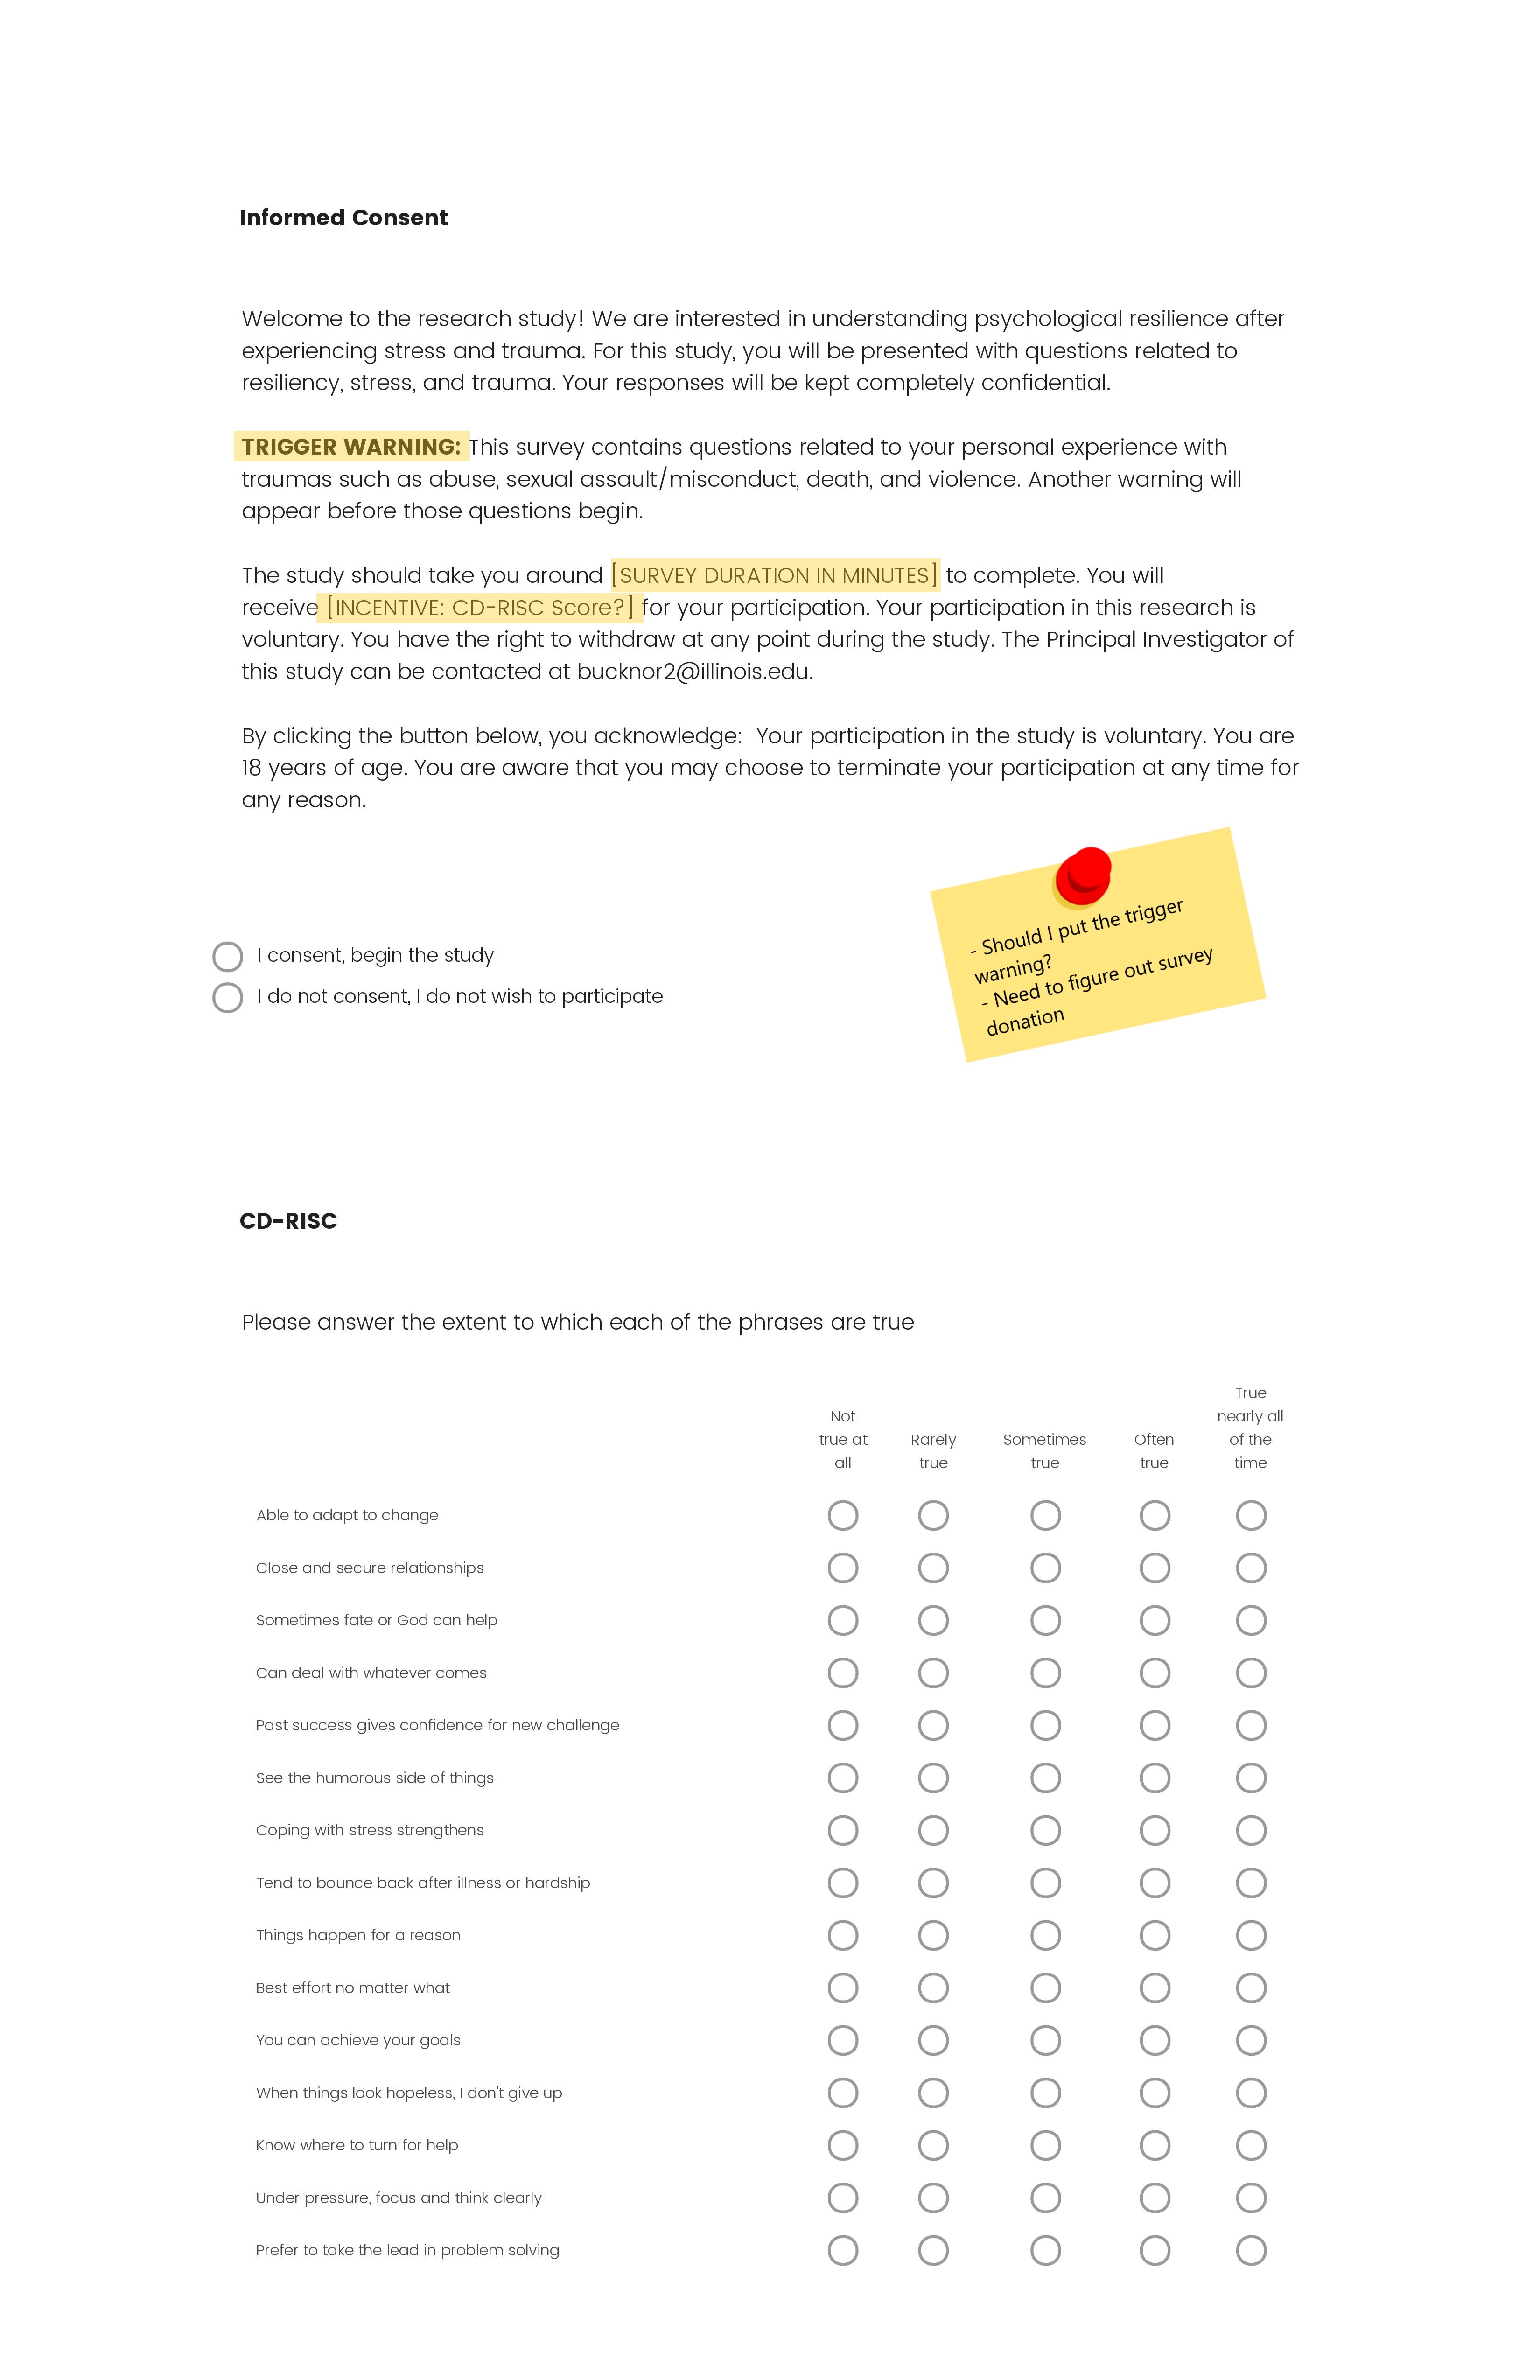 Informed Consent
Welcome to the research study! We are interested in understanding psychological resilience after
experiencing stress and trauma. For this study, you will be presented with questions related to
resiliency, stress, and trauma. Your responses will be kept completely confidential.
TRIGGER WARNING: This survey contains questions related to your personal experience with
traumas such as abuse, sexual assault/misconduct, death, and violence. Another warning will
appear before those questions begin.
The study should take you around [SURVEY DURATION IN MINUTES] to complete. You will
receive [INCENTIVE: CD-RISC Score?] for your participation. Your participation in this research is
voluntary. You have the right to withdraw at any point during the study. The Principal Investigator of
this study can be contacted at bucknor2@illinois.edu.
By clicking the button below, you acknowledge:  Your participation in the study is voluntary. You are
18 years of age. You are aware that you may choose to terminate your participation at any time for
any reason.
I consent, begin the study
I do not consent, I do not wish to participate
- Should I put the trigger
warning?
- Need to figure out survey
donation
CD-RISC
Please answer the extent to which each of the phrases are true
Not true at all
Rarely true
Sometimes true
Often true
True nearly all of the time
Able to adapt to change
Close and secure relationships
Sometimes fate or God can help
Can deal with whatever comes
Past success gives confidence for new challenge
See the humorous side of things
Coping with stress strengthens
Tend to bounce back after illness or hardship
Things happen for a reason
Best effort no matter what
You can achieve your goals
When things look hopeless, I don't give up
Know where to turn for help
Under pressure, focus and think clearly
Prefer to take the lead in problem solving